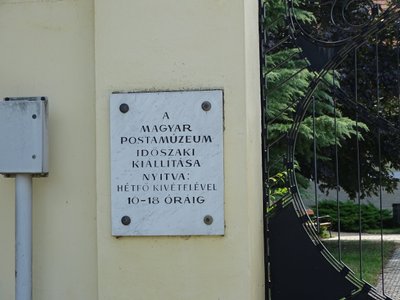 A
MAGYAR
POSTAMÚZEUM
IDŐSZAKI
KIÁLLÍTÁSA
NYITVA:
HÉTFŐ KIVÉTELÉVEL
10-18 ÓRÁIG